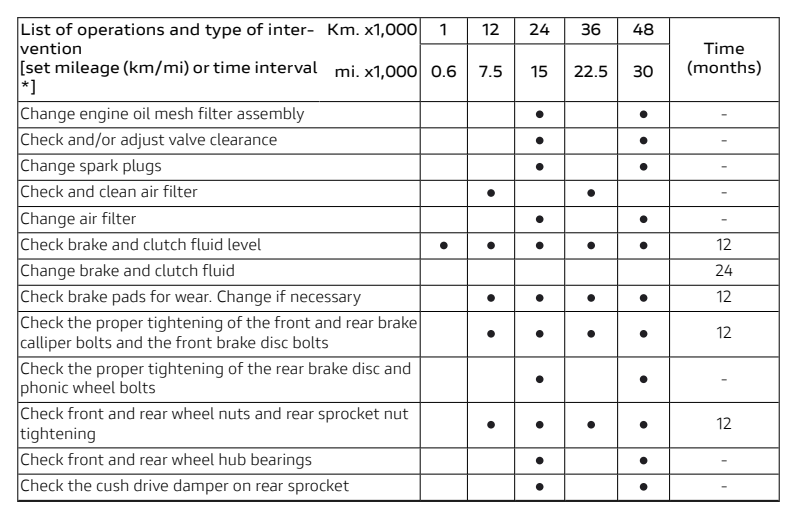 List of operations and type of inter- Km. x1,000 1 12 24 36 48 Time
vention
[set mileage (km/mi) or time interval mi. x1,000 0.6 7.5 15 22.5 30 (months)
*]
Change engine oil mesh filter assembly ● ● -
Check and/or adjust valve clearance ● ● -
Change spark plugs ● ● -
Check and clean air filter ● ● -
Change air filter ● ● -
Check brake and clutch fluid level ● ● ● ● ● 12
Change brake and clutch fluid 24
Check brake pads for wear. Change if necessary ● ● ● ● 12
Check the proper tightening of the front and rear brake
calliper bolts and the front brake disc bolts ● ● ● ● 12
Check the proper tightening of the rear brake disc and
phonic wheel bolts ● ● -
Check front and rear wheel nuts and rear sprocket nut
tightening ● ● ● ● 12
Check front and rear wheel hub bearings ● ● -
Check the cush drive damper on rear sprocket ● ● -